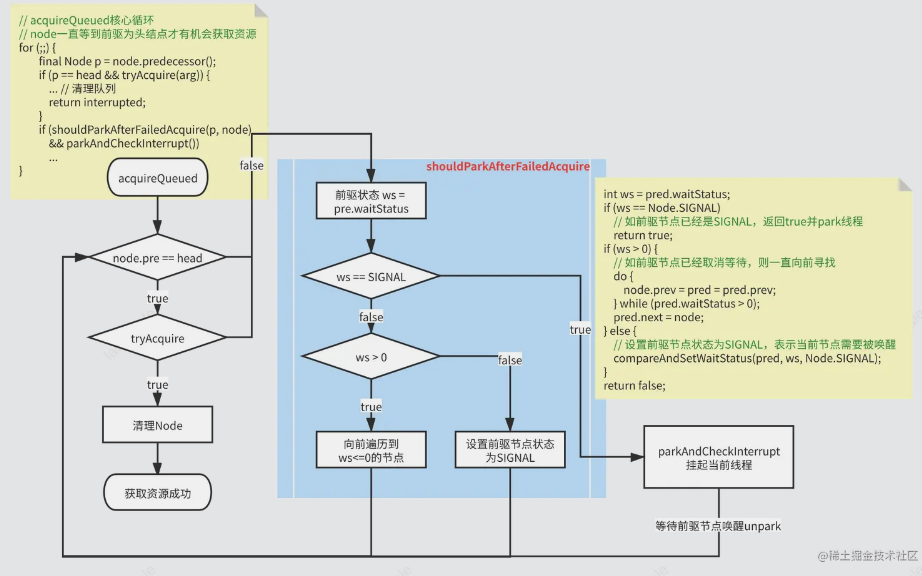 // acquireQueued核心循环
// node一直等到前驱为头结点才有机会获取资源
for (;;) {
final Node p = node.predecessor();
if (p == head && tryAcquire(arg)) {
... // 清理队列
return interrupted;
}
if (shouldParkAfterFailedAcquire(p, node)
&& parkAndCheckInterrupt())
...
}
acquireQueued
node.pre == head
true
tryAcquire
true
清理Node
获取资源成功
false
shouldParkAfterFailedAcquire
前驱状态 ws =
pre.waitStatus
ws == SIGNAL
false
true
ws > 0
false
true
向前遍历到
ws<=0的节点
设置前驱节点状态
为SIGNAL
int ws = pred.waitStatus;
if (ws == Node.SIGNAL)
// 如前驱节点已经是SIGNAL，返回true并park线程
return true;
if (ws > 0) {
// 如前驱节点已经取消等待，则一直向前寻找
do {
node.prev = pred = pred.prev;
} while (pred.waitStatus > 0);
pred.next = node;
} else {
// 设置前驱节点状态为SIGNAL，表示当前节点需要被唤醒
compareAndSetWaitStatus(pred, ws, Node.SIGNAL);
}
return false;
parkAndCheckInterrupt
挂起当前线程
等待前驱节点唤醒unpark
@稀土掘金技术社区